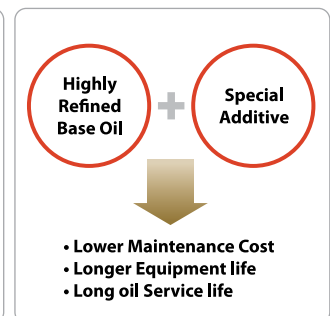 Highly
Refined
Base Oil
+
Special
Additive
• Lower Maintenance Cost
• Longer Equipment life
• Long oil Service life